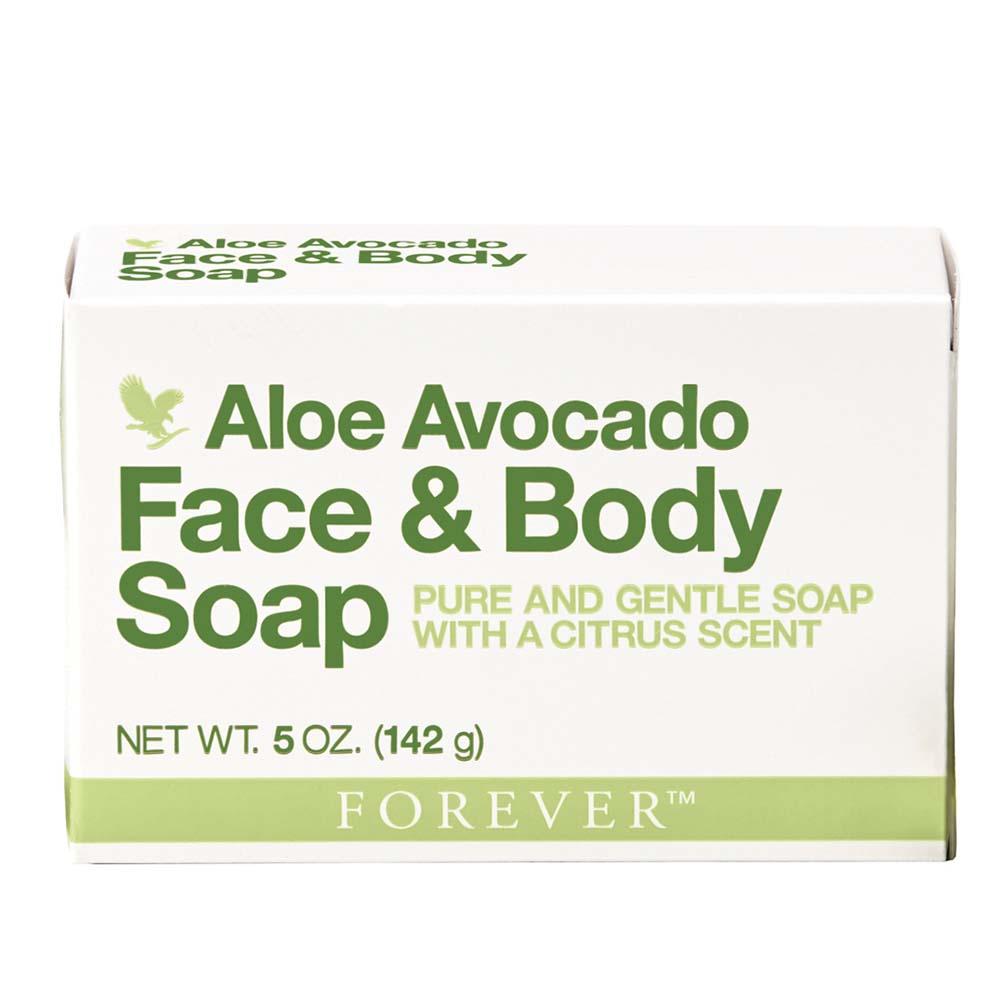 Aloe Avocado
Face & Body
Soap
Aloe Avocado
Face & Body
Soap
PURE AND GENTLE SOAP
WITH A CITRUS SCENT
NET WT. 5 OZ. (142 g)
FOREVER™